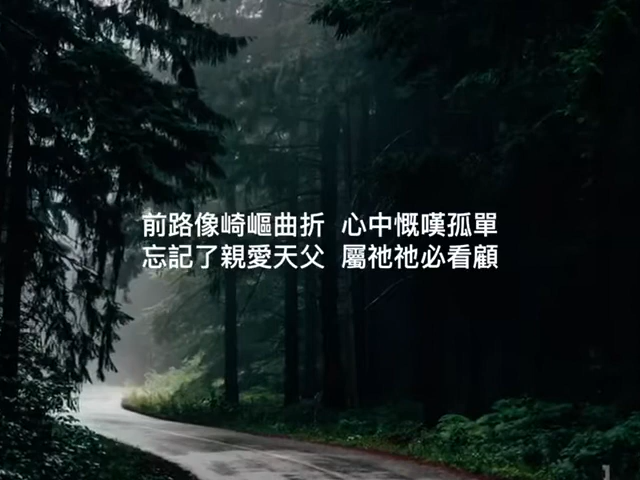 前路像崎嶇曲折 心中慨嘆孤單
忘記了親愛天父 屬祂祂必看顧